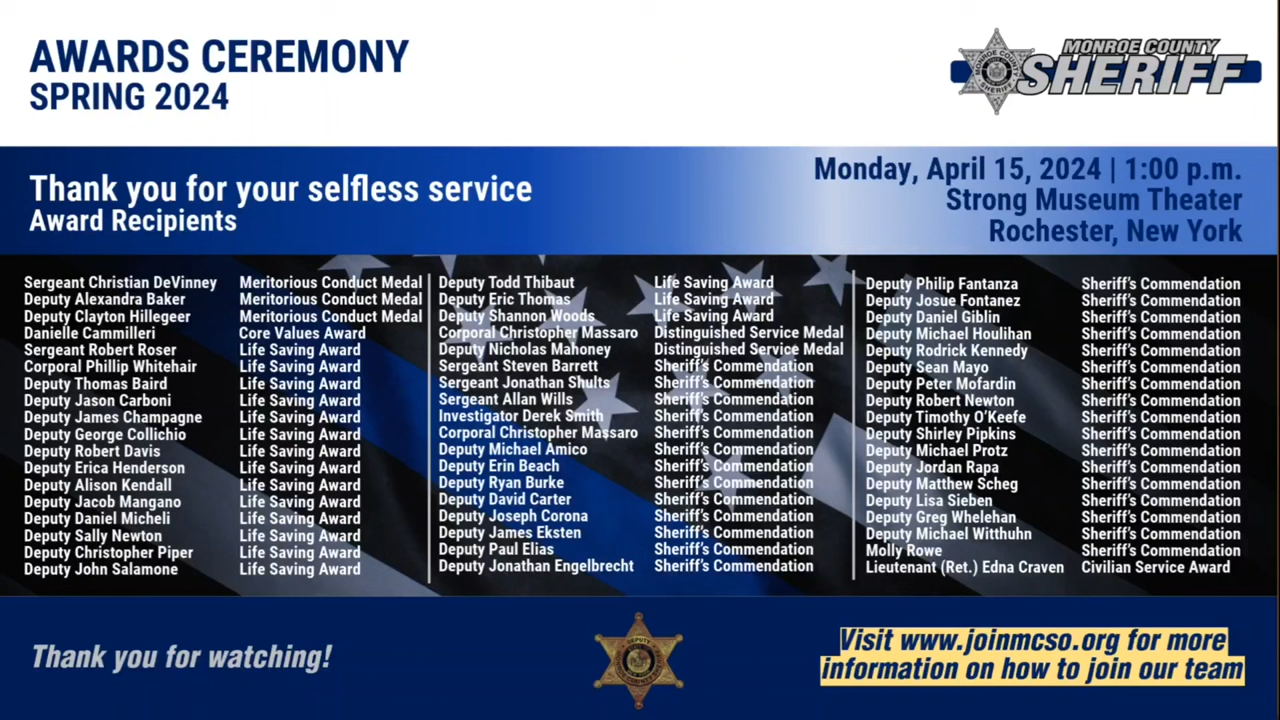 AWARDS CEREMONY
SPRING 2024
MONROE COUNTY
SHERIFF
Thank you for your selfless service
Award Recipients
Monday, April 15, 2024 | 1:00 p.m.
Strong Museum Theater
Rochester, New York
Sergeant Christian DeVinney Meritorious Conduct Medal
Deputy Alexandra Baker Meritorious Conduct Medal
Deputy Clayton Hillegeer Meritorious Conduct Medal
Danielle Cammilleri Core Values Award
Sergeant Robert Roser Life Saving Award
Corporal Phillip Whitehair Life Saving Award
Deputy Thomas Baird Life Saving Award
Deputy Jason Carboni Life Saving Award
Deputy James Champagne Life Saving Award
Deputy George Collichio Life Saving Award
Deputy Robert Davis Life Saving Award
Deputy Erica Henderson Life Saving Award
Deputy Alison Kendall Life Saving Award
Deputy Jacob Mangano Life Saving Award
Deputy Daniel Micheli Life Saving Award
Deputy Sally Newton Life Saving Award
Deputy Christopher Piper Life Saving Award
Deputy John Salamone Life Saving Award
Deputy Todd Thibaut Life Saving Award
Deputy Eric Thomas Life Saving Award
Deputy Shannon Woods Life Saving Award
Corporal Christopher Massaro Distinguished Service Medal
Deputy Nicholas Mahoney Distinguished Service Medal
Sergeant Steven Barrett Sheriff's Commendation
Sergeant Jonathan Shults Sheriff's Commendation
Sergeant Allan Wills Sheriff's Commendation
Investigator Derek Smith Sheriff's Commendation
Corporal Christopher Massaro Sheriff's Commendation
Deputy Michael Amico Sheriff's Commendation
Deputy Erin Beach Sheriff's Commendation
Deputy Ryan Burke Sheriff's Commendation
Deputy David Carter Sheriff's Commendation
Deputy Joseph Corona Sheriff's Commendation
Deputy James Eksten Sheriff's Commendation
Deputy Paul Elias Sheriff's Commendation
Deputy Jonathan Engelbrecht Sheriff's Commendation
Deputy Philip Fantanza Sheriff's Commendation
Deputy Josue Fontanez Sheriff's Commendation
Deputy Daniel Giblin Sheriff's Commendation
Deputy Michael Houlihan Sheriff's Commendation
Deputy Rodrick Kennedy Sheriff's Commendation
Deputy Sean Mayo Sheriff's Commendation
Deputy Peter Mofardin Sheriff's Commendation
Deputy Robert Newton Sheriff's Commendation
Deputy Timothy O'Keefe Sheriff's Commendation
Deputy Shirley Pipkins Sheriff's Commendation
Deputy Michael Protz Sheriff's Commendation
Deputy Jordan Rapa Sheriff's Commendation
Deputy Matthew Scheg Sheriff's Commendation
Deputy Lisa Sieben Sheriff's Commendation
Deputy Greg Whelehan Sheriff's Commendation
Deputy Michael Witthuhn Sheriff's Commendation
Molly Rowe Sheriff's Commendation
Lieutenant (Ret.) Edna Craven Civilian Service Award
Thank you for watching!
Visit www.joinmcso.org for more
information on how to join our team